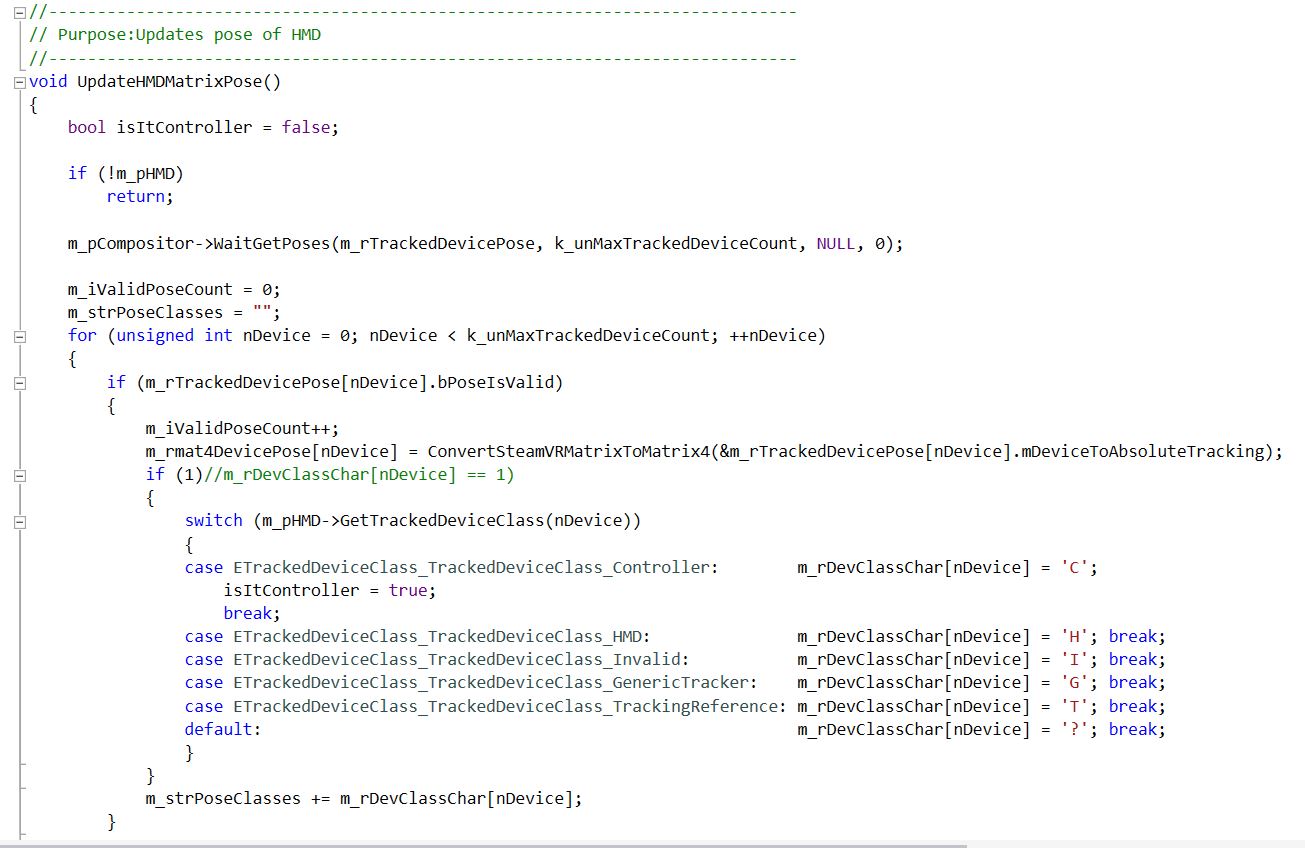 //-----------------------------------------------------------------------------
// Purpose:Updates pose of HMD
//-----------------------------------------------------------------------------
void UpdateHMDMatrixPose()
{
    bool isItController = false;

    if (!m_pHMD)
        return;

    m_pCompositor->WaitGetPoses(m_rTrackedDevicePose, k_unMaxTrackedDeviceCount, NULL, 0);

    m_iValidPoseCount = 0;
    m_strPoseClasses = "";
    for (unsigned int nDevice = 0; nDevice < k_unMaxTrackedDeviceCount; ++nDevice)
    {
        if (m_rTrackedDevicePose[nDevice].bPoseIsValid)
        {
            m_iValidPoseCount++;
            m_rmat4DevicePose[nDevice] = ConvertSteamVRMatrixToMatrix4(&m_rTrackedDevicePose[nDevice].mDeviceToAbsoluteTracking);
            if (1)//m_rDevClassChar[nDevice] == 1)
            {
                switch (m_pHMD->GetTrackedDeviceClass(nDevice))
                {
                case ETrackedDeviceClass_TrackedDeviceClass_Controller:        m_rDevClassChar[nDevice] = 'C';
                    isItController = true;
                    break;
                case ETrackedDeviceClass_TrackedDeviceClass_HMD:               m_rDevClassChar[nDevice] = 'H'; break;
                case ETrackedDeviceClass_TrackedDeviceClass_Invalid:           m_rDevClassChar[nDevice] = 'I'; break;
                case ETrackedDeviceClass_TrackedDeviceClass_GenericTracker:    m_rDevClassChar[nDevice] = 'G'; break;
                case ETrackedDeviceClass_TrackedDeviceClass_TrackingReference: m_rDevClassChar[nDevice] = 'T'; break;
                default:                                                       m_rDevClassChar[nDevice] = '?'; break;
                }
            }
            m_strPoseClasses += m_rDevClassChar[nDevice];
        }